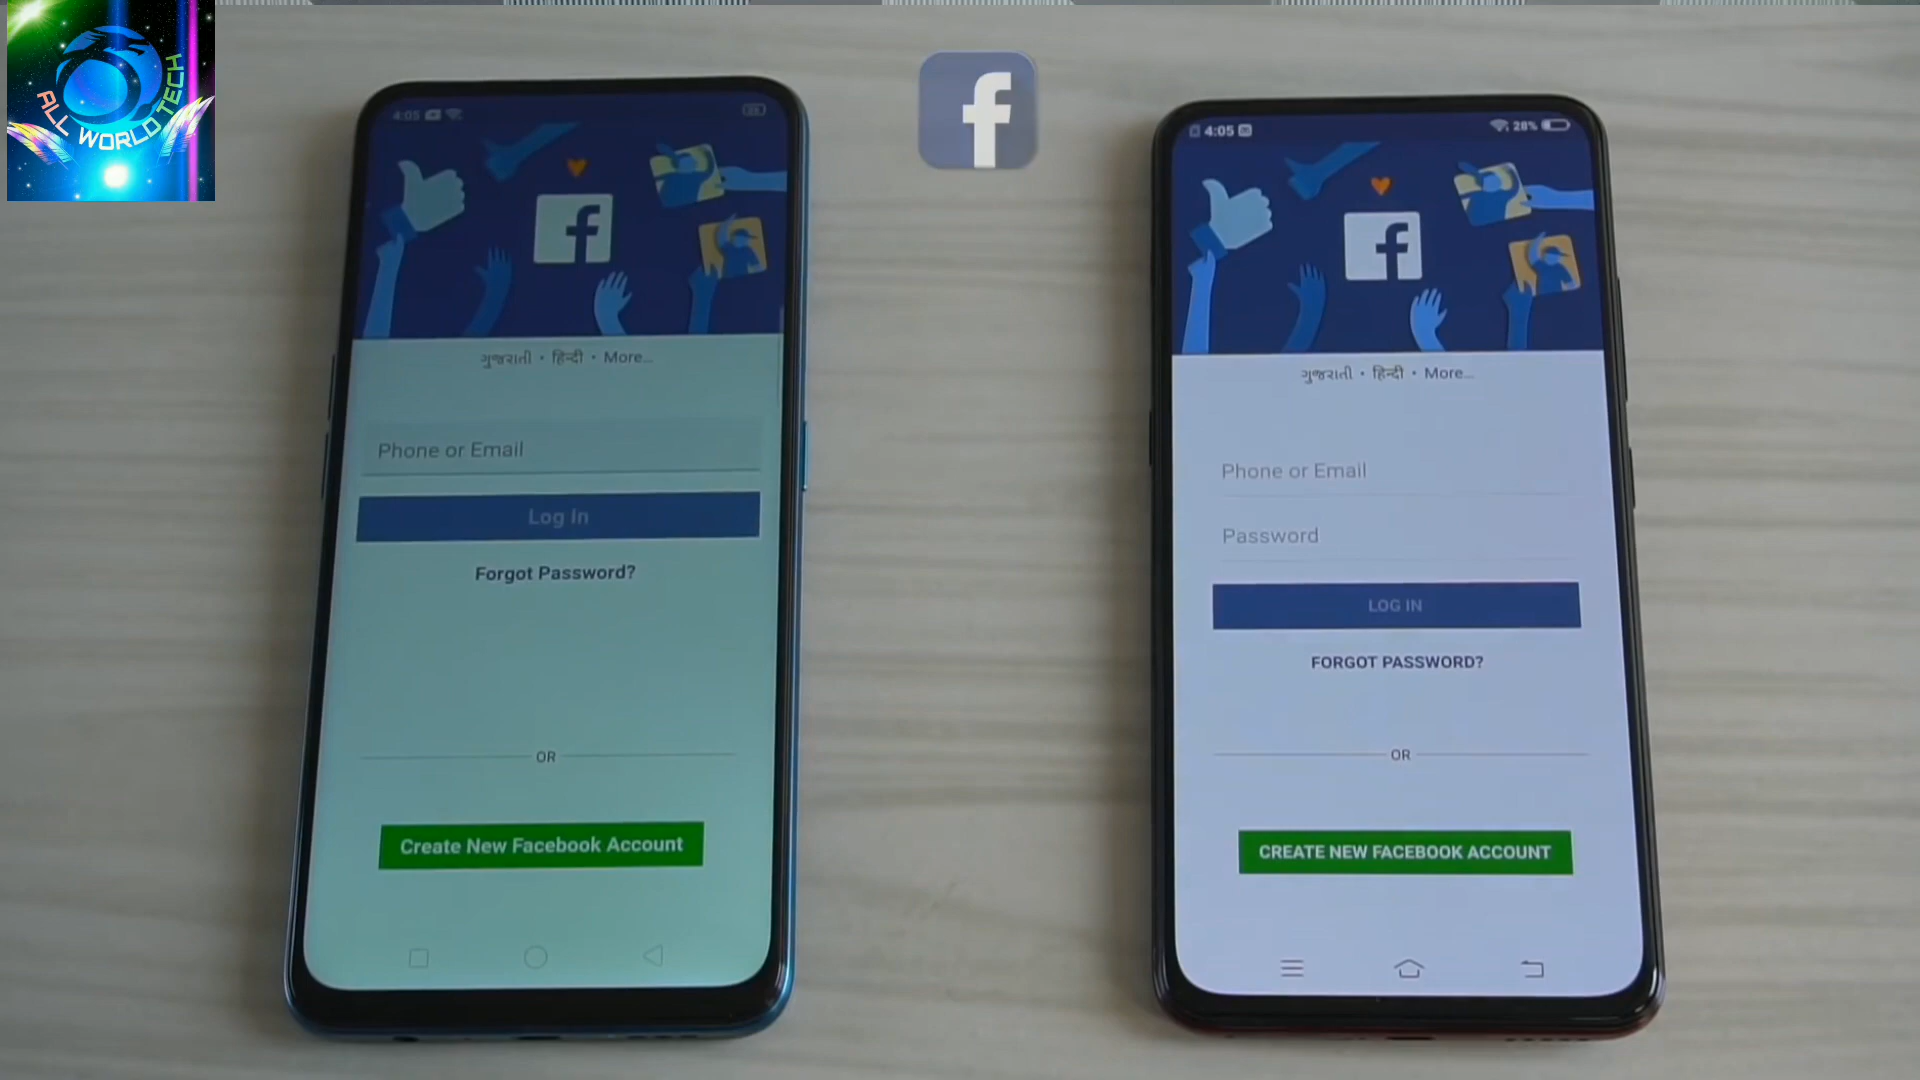 ALL WORLD TECH
f
4:05
f
ગુજરાતી • हिन्दी • More...
Phone or Email
Log In
Forgot Password?
OR
Create New Facebook Account
4:05
28%
f
ગુજરાતી • हिन्दी • More...
Phone or Email
Password
LOG IN
FORGOT PASSWORD?
OR
CREATE NEW FACEBOOK ACCOUNT